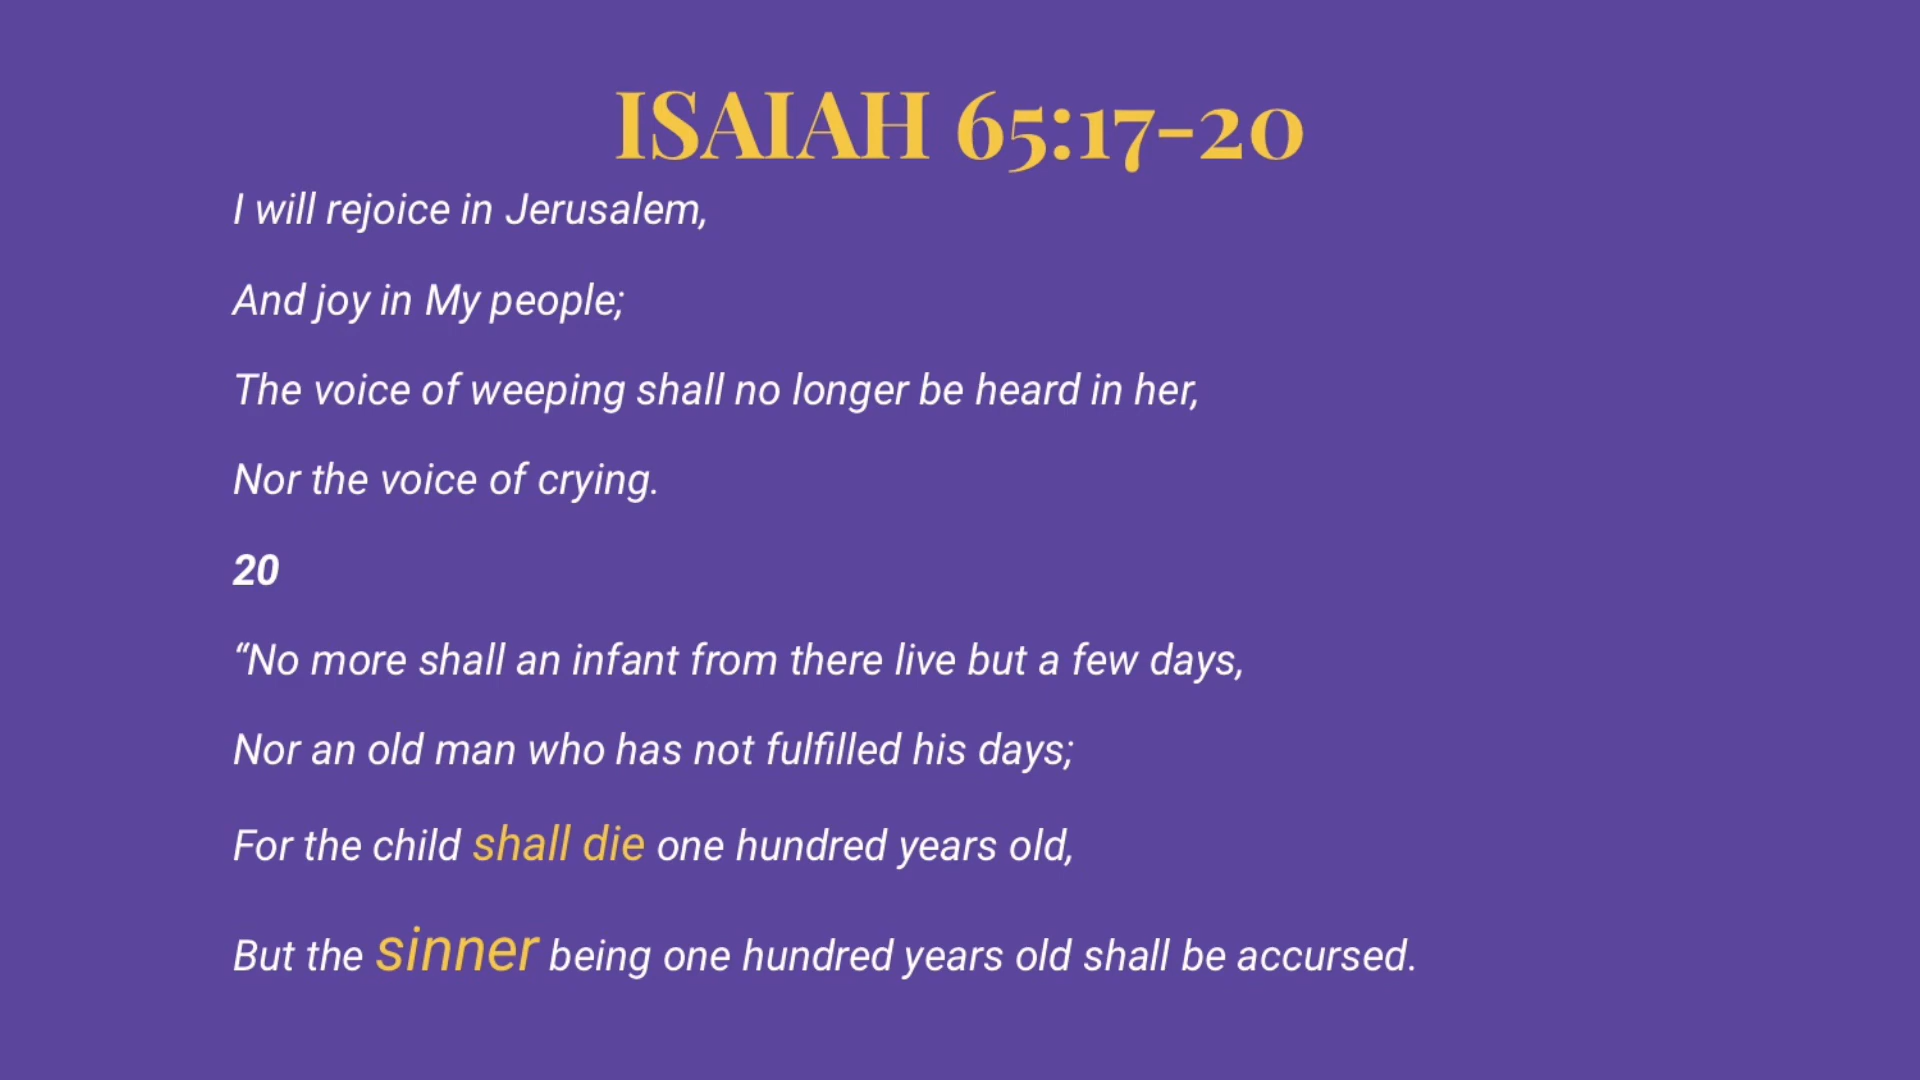 ISAIAH 65:17-20
I will rejoice in Jerusalem,
And joy in My people;
The voice of weeping shall no longer be heard in her,
Nor the voice of crying.
20
“No more shall an infant from there live but a few days,
Nor an old man who has not fulfilled his days;
For the child shall die one hundred years old,
But the sinner being one hundred years old shall be accursed.